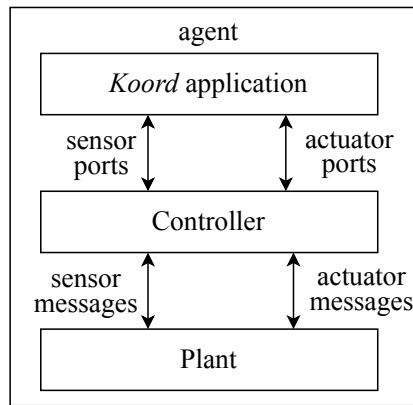 agent
Koord application
sensor
ports
actuator
ports
Controller
sensor
messages
actuator
messages
Plant